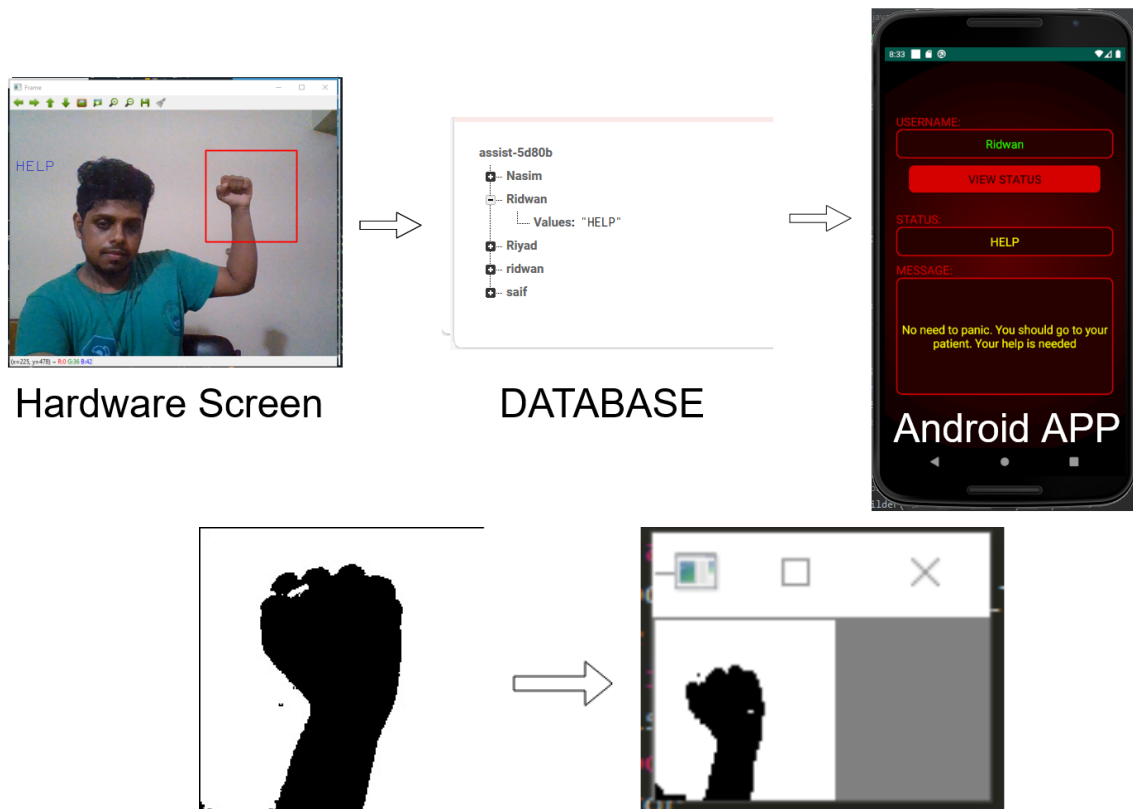 Frame
HELP
(x=225, y=478) ~ R:0 G:36 B:42
Hardware Screen
assist-5d80b
Nasim
Ridwan
Values: "HELP"
Riyad
ridwan
saif
DATABASE
8:33
USERNAME:
Ridwan
VIEW STATUS
STATUS:
HELP
MESSAGE:
No need to panic. You should go to your
patient. Your help is needed
Android APP